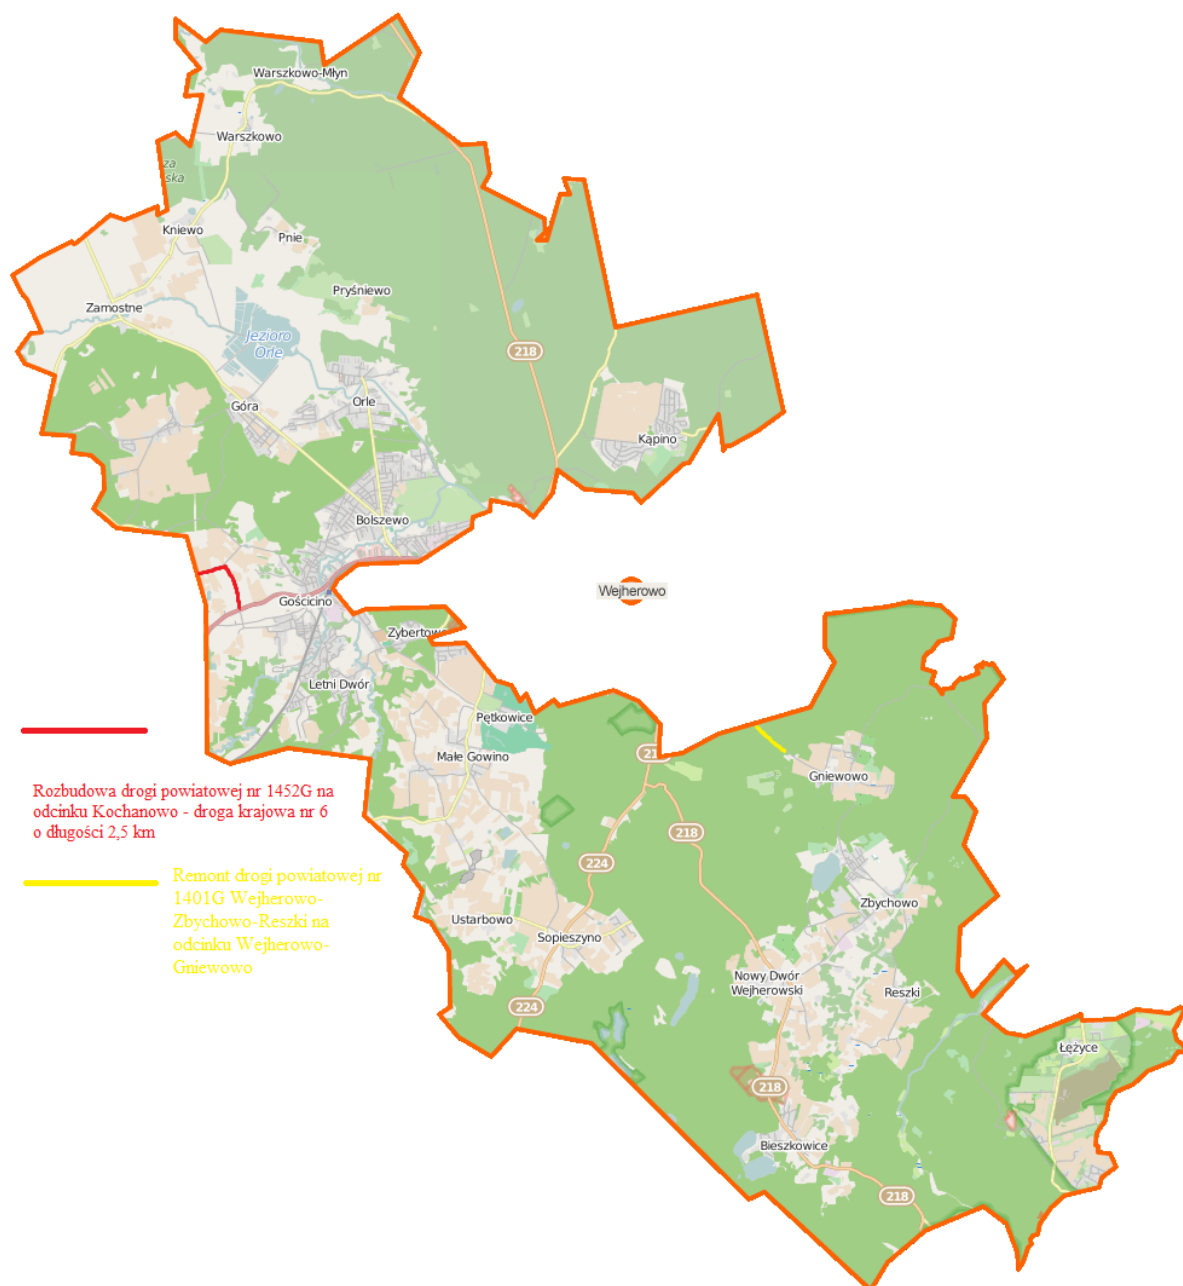 Warszkowo-Młyn
Warszkowo
za
ska
Kniewo
Pnie
Pryśniewo
Zamostne
Jezioro
Orle
218
Orle
Góra
Kąpino
Bolszewo
Wejherowo
Gościcino
Zybertowo
Letni Dwór
Pętkowice
Małe Gowino
21
Gniewowo
Rozbudowa drogi powiatowej nr 1452G na
odcinku Kochanowo - droga krajowa nr 6
o długości 2,5 km
218
224
Remont drogi powiatowej nr
1401G Wejherowo-
Zbychowo-Reszki na
odcinku Wejherowo-
Gniewowo
Zbychowo
Ustarbowo
Sopieszyno
Nowy Dwór
Wejherowski
Reszki
224
Łężyce
218
Bieszkowice
218